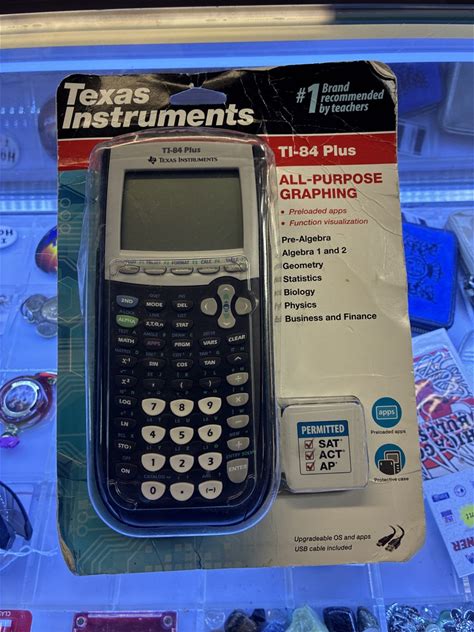 Texas
Instruments
#1 Brand
recommended
by teachers
TI-84 Plus
TI-84 Plus
TEXAS INSTRUMENTS
ALL-PURPOSE
GRAPHING
• Preloaded apps
• Function visualization
Pre-Algebra
Algebra 1 and 2
Geometry
Statistics
Biology
Physics
Business and Finance
2ND
MODE
DEL
ALPHA
X,T,θ,n
STAT
MATH
APPS
PRGM
VARS
CLEAR
SIN
COS
TAN
LOG
7
8
9
LN
4
5
6
STO
1
2
3
ON
0
.
(-)
ENTER
PERMITTED
SAT
ACT
AP
apps
Preloaded apps
Protective case
Upgradeable OS and apps
USB cable included